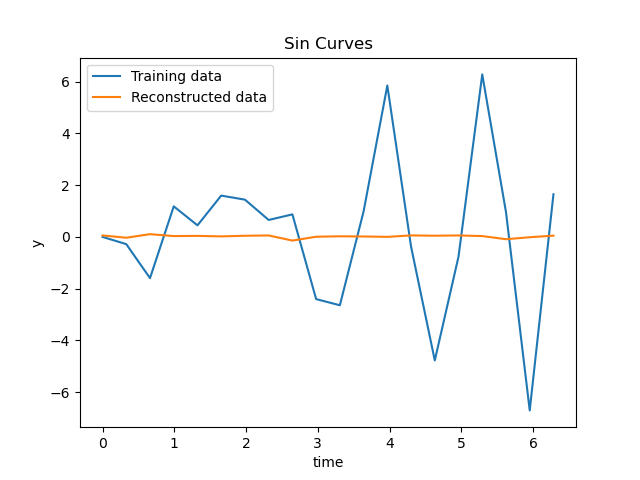 Sin Curves
Training data
Reconstructed data
6
4
2
0
−2
−4
−6
y
0 1 2 3 4 5 6
time